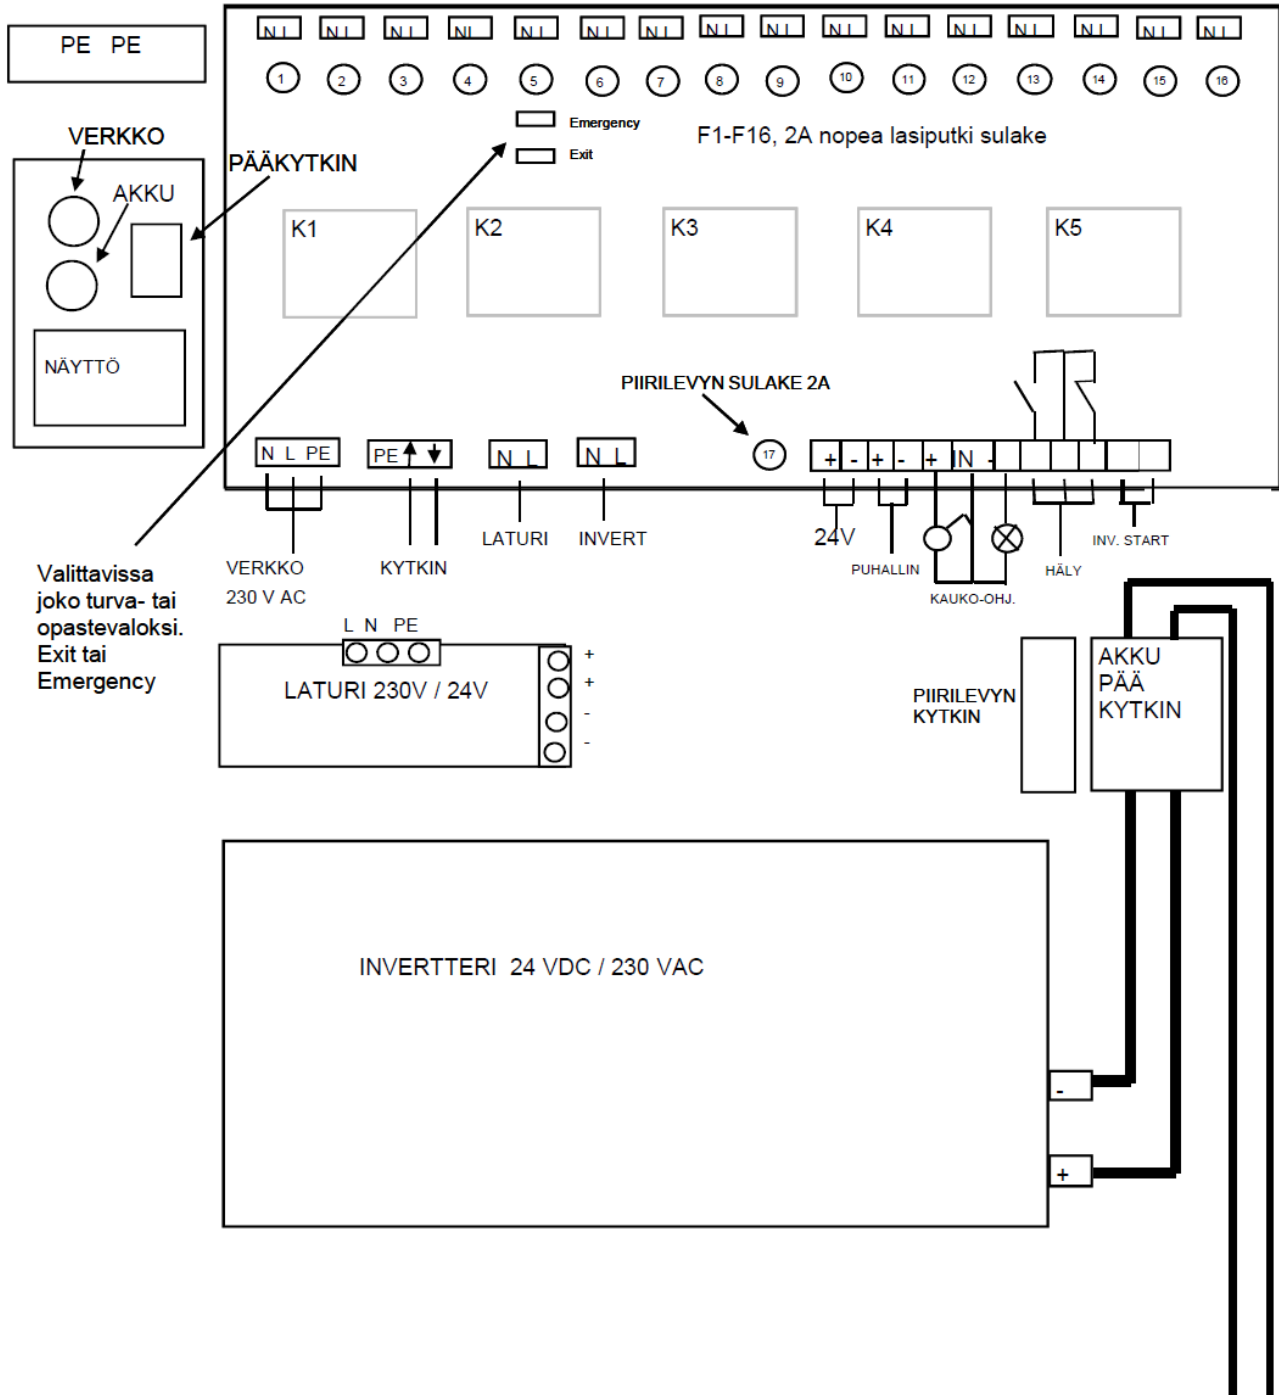 N L N L N L N L N L N L N L N L N L N L N L N L N L N L N L N L
PE PE
1 2 3 4 5 6 7 8 9 10 11 12 13 14 15 16
Emergency
Exit
F1-F16, 2A nopea lasiputki sulake
VERKKO
PÄÄKYTKIN
AKKU
K1 K2 K3 K4 K5
NÄYTTÖ
PIIRILEVYN SULAKE 2A
N L PE
PE
N L
N L
17
+ - + - + IN -
VERKKO
230 V AC
KYTKIN
LATURI
INVERT
24V
PUHALLIN
KAUKO-OHJ.
HÄLY
INV. START
Valittavissa
joko turva- tai
opastevaloksi.
Exit tai
Emergency
L N PE
LATURI 230V / 24V
+
+
-
-
PIIRILEVYN
KYTKIN
AKKU
PÄÄ
KYTKIN
INVERTTERI 24 VDC / 230 VAC
-
+